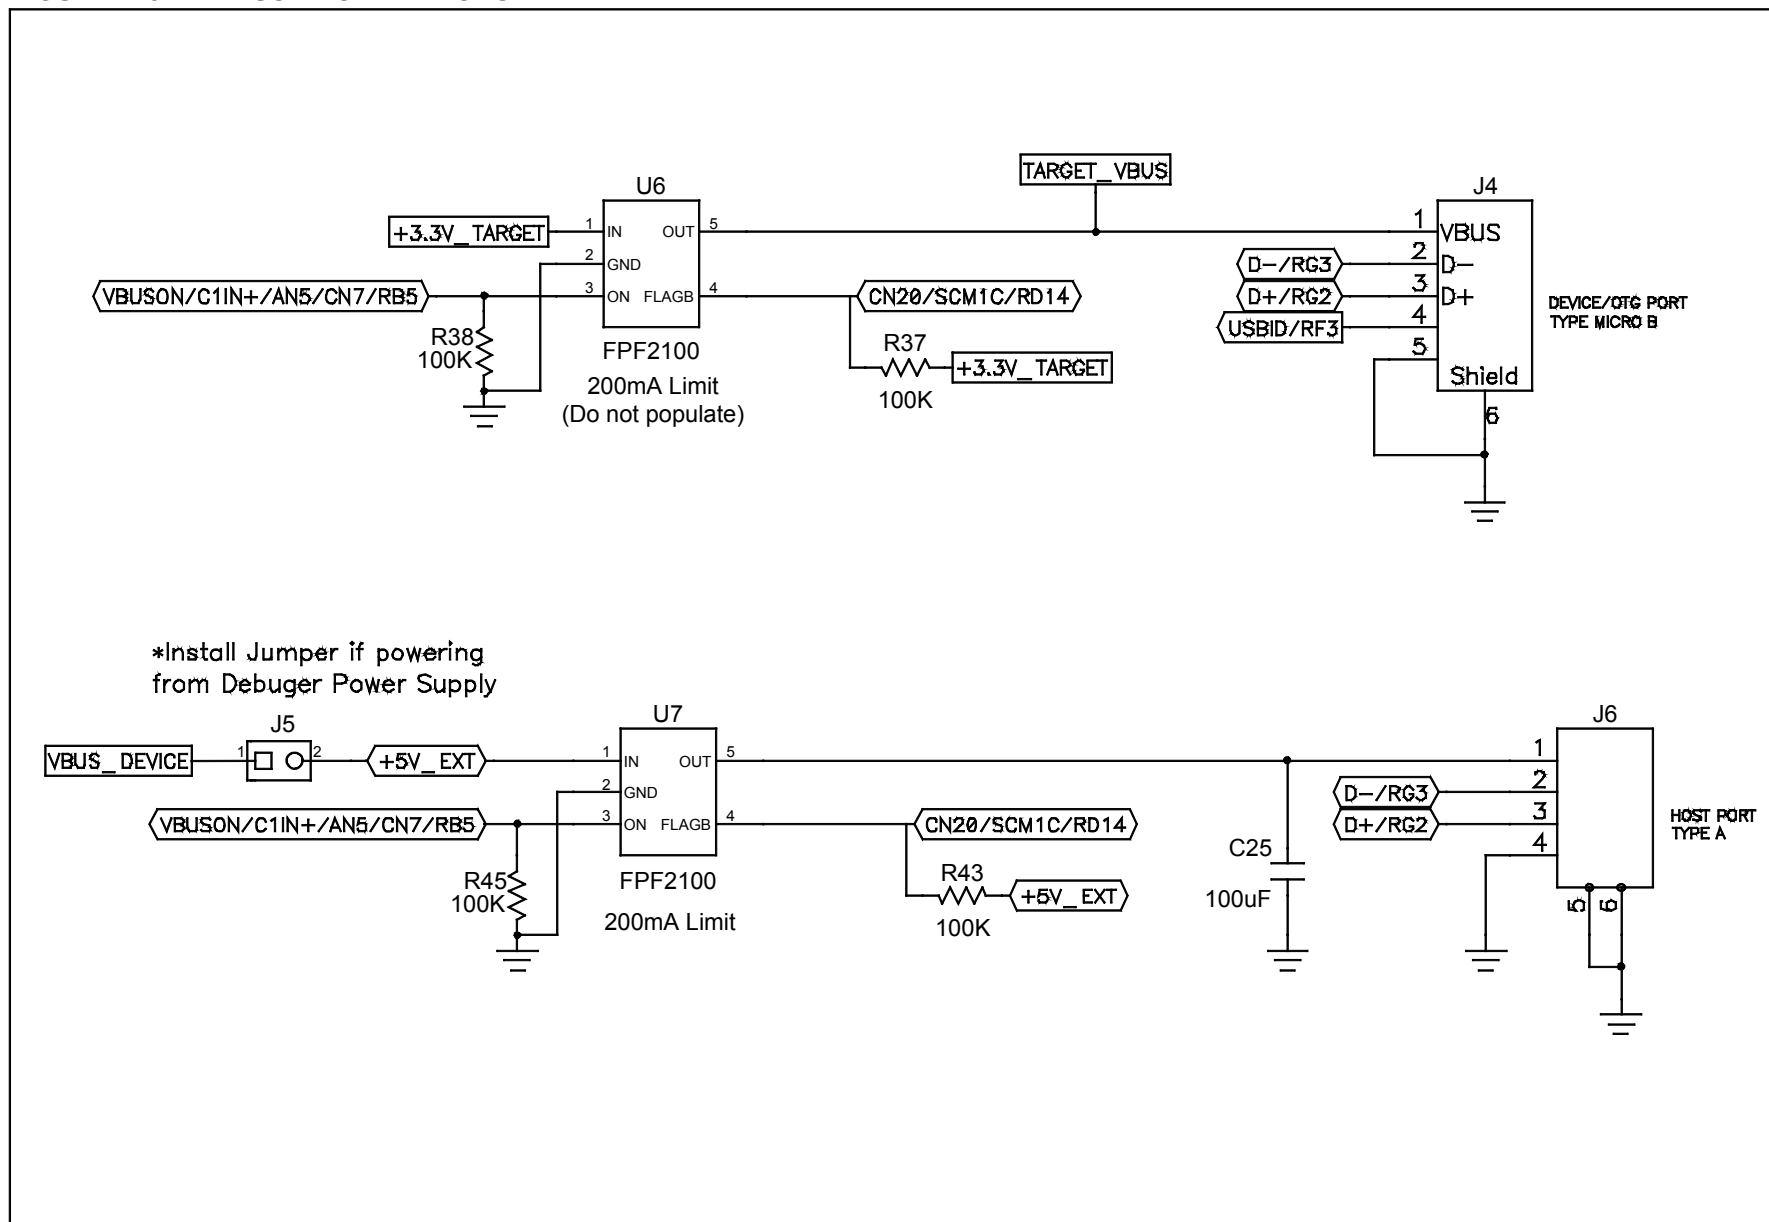 TARGET_VBUS
U6
J4
+3.3V_TARGET
1 IN OUT 5
1 VBUS
2 GND
D-/RG3 2 D-
VBUSON/C1IN+/AN5/CN7/RB5
3 ON FLAGB 4
CN20/SCM1C/RD14
D+/RG2 3 D+
DEVICE/OTG PORT
TYPE MICRO B
USBID/RF3 4
5
R38
100K
FPF2100
200mA Limit
(Do not populate)
R37
100K
+3.3V_TARGET
Shield
6
*Install Jumper if powering
from Debuger Power Supply
J5
U7
J6
VBUS_DEVICE
1 2
+5V_EXT
1 IN OUT 5
1
2 GND
D-/RG3 2
VBUSON/C1IN+/AN5/CN7/RB5
3 ON FLAGB 4
CN20/SCM1C/RD14
D+/RG2 3
4
HOST PORT
TYPE A
R45
100K
FPF2100
200mA Limit
R43
100K
+5V_EXT
C25
100uF
5 6